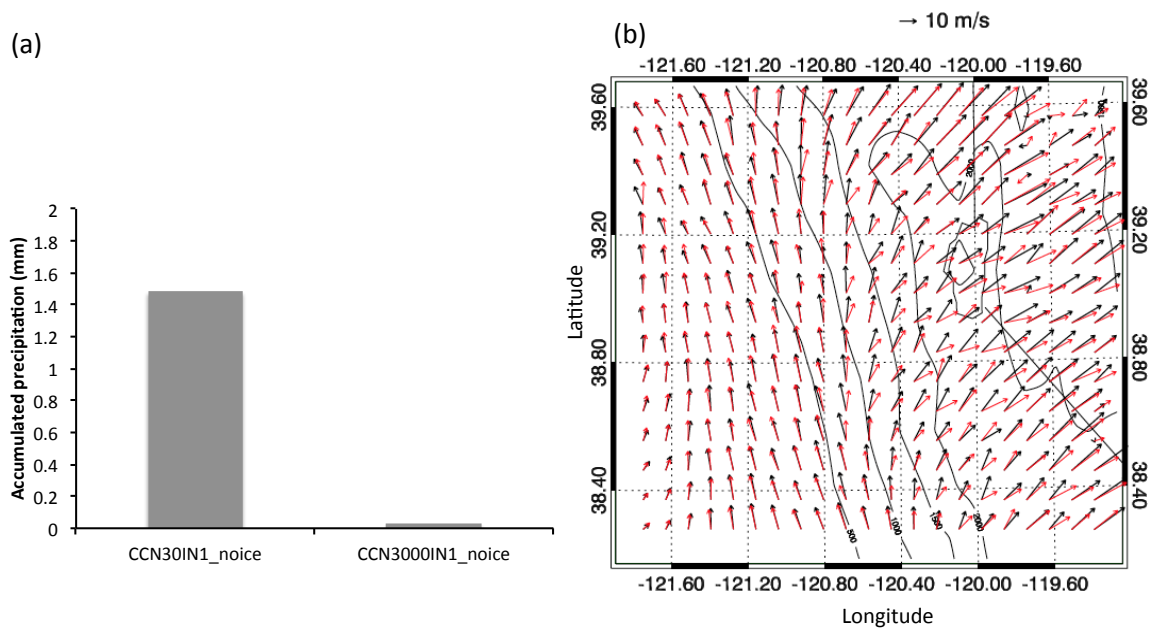 (a)
Accumulated precipitation (mm)
2
1.8
1.6
1.4
1.2
1
0.8
0.6
0.4
0.2
0
CCN30IN1_noice CCN3000IN1_noice
→ 10 m/s
(b)
-121.60 -121.20 -120.80 -120.40 -120.00 -119.60
Latitude
39.60
39.20
38.80
38.40
39.60
39.20
38.80
38.40
2000
500
1000
1500
2000
-121.60 -121.20 -120.80 -120.40 -120.00 -119.60
Longitude